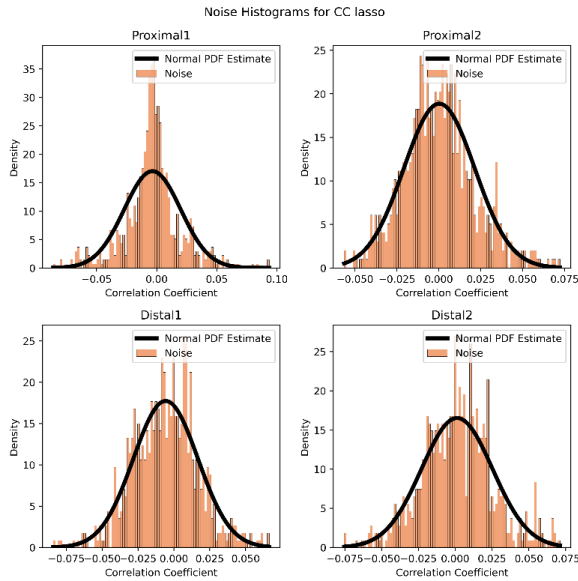 Noise Histograms for CC lasso
Proximal1
Normal PDF Estimate
Noise
35
30
25
20
15
10
5
0
Density
−0.05
0.00
0.05
0.10
Correlation Coefficient
Proximal2
Normal PDF Estimate
Noise
25
20
15
10
5
0
Density
−0.050
−0.025
0.000
0.025
0.050
0.075
Correlation Coefficient
Distal1
Normal PDF Estimate
Noise
25
20
15
10
5
0
Density
−0.075
−0.050
−0.025
0.000
0.025
0.050
Correlation Coefficient
Distal2
Normal PDF Estimate
Noise
25
20
15
10
5
0
Density
−0.075
−0.050
−0.025
0.000
0.025
0.050
0.075
Correlation Coefficient